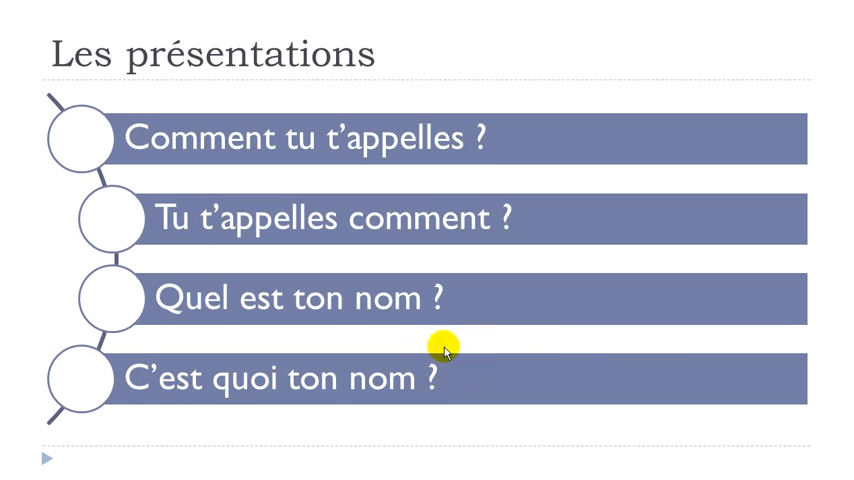 Les présentations
Comment tu t’appelles ?
Tu t’appelles comment ?
Quel est ton nom ?
C’est quoi ton nom ?